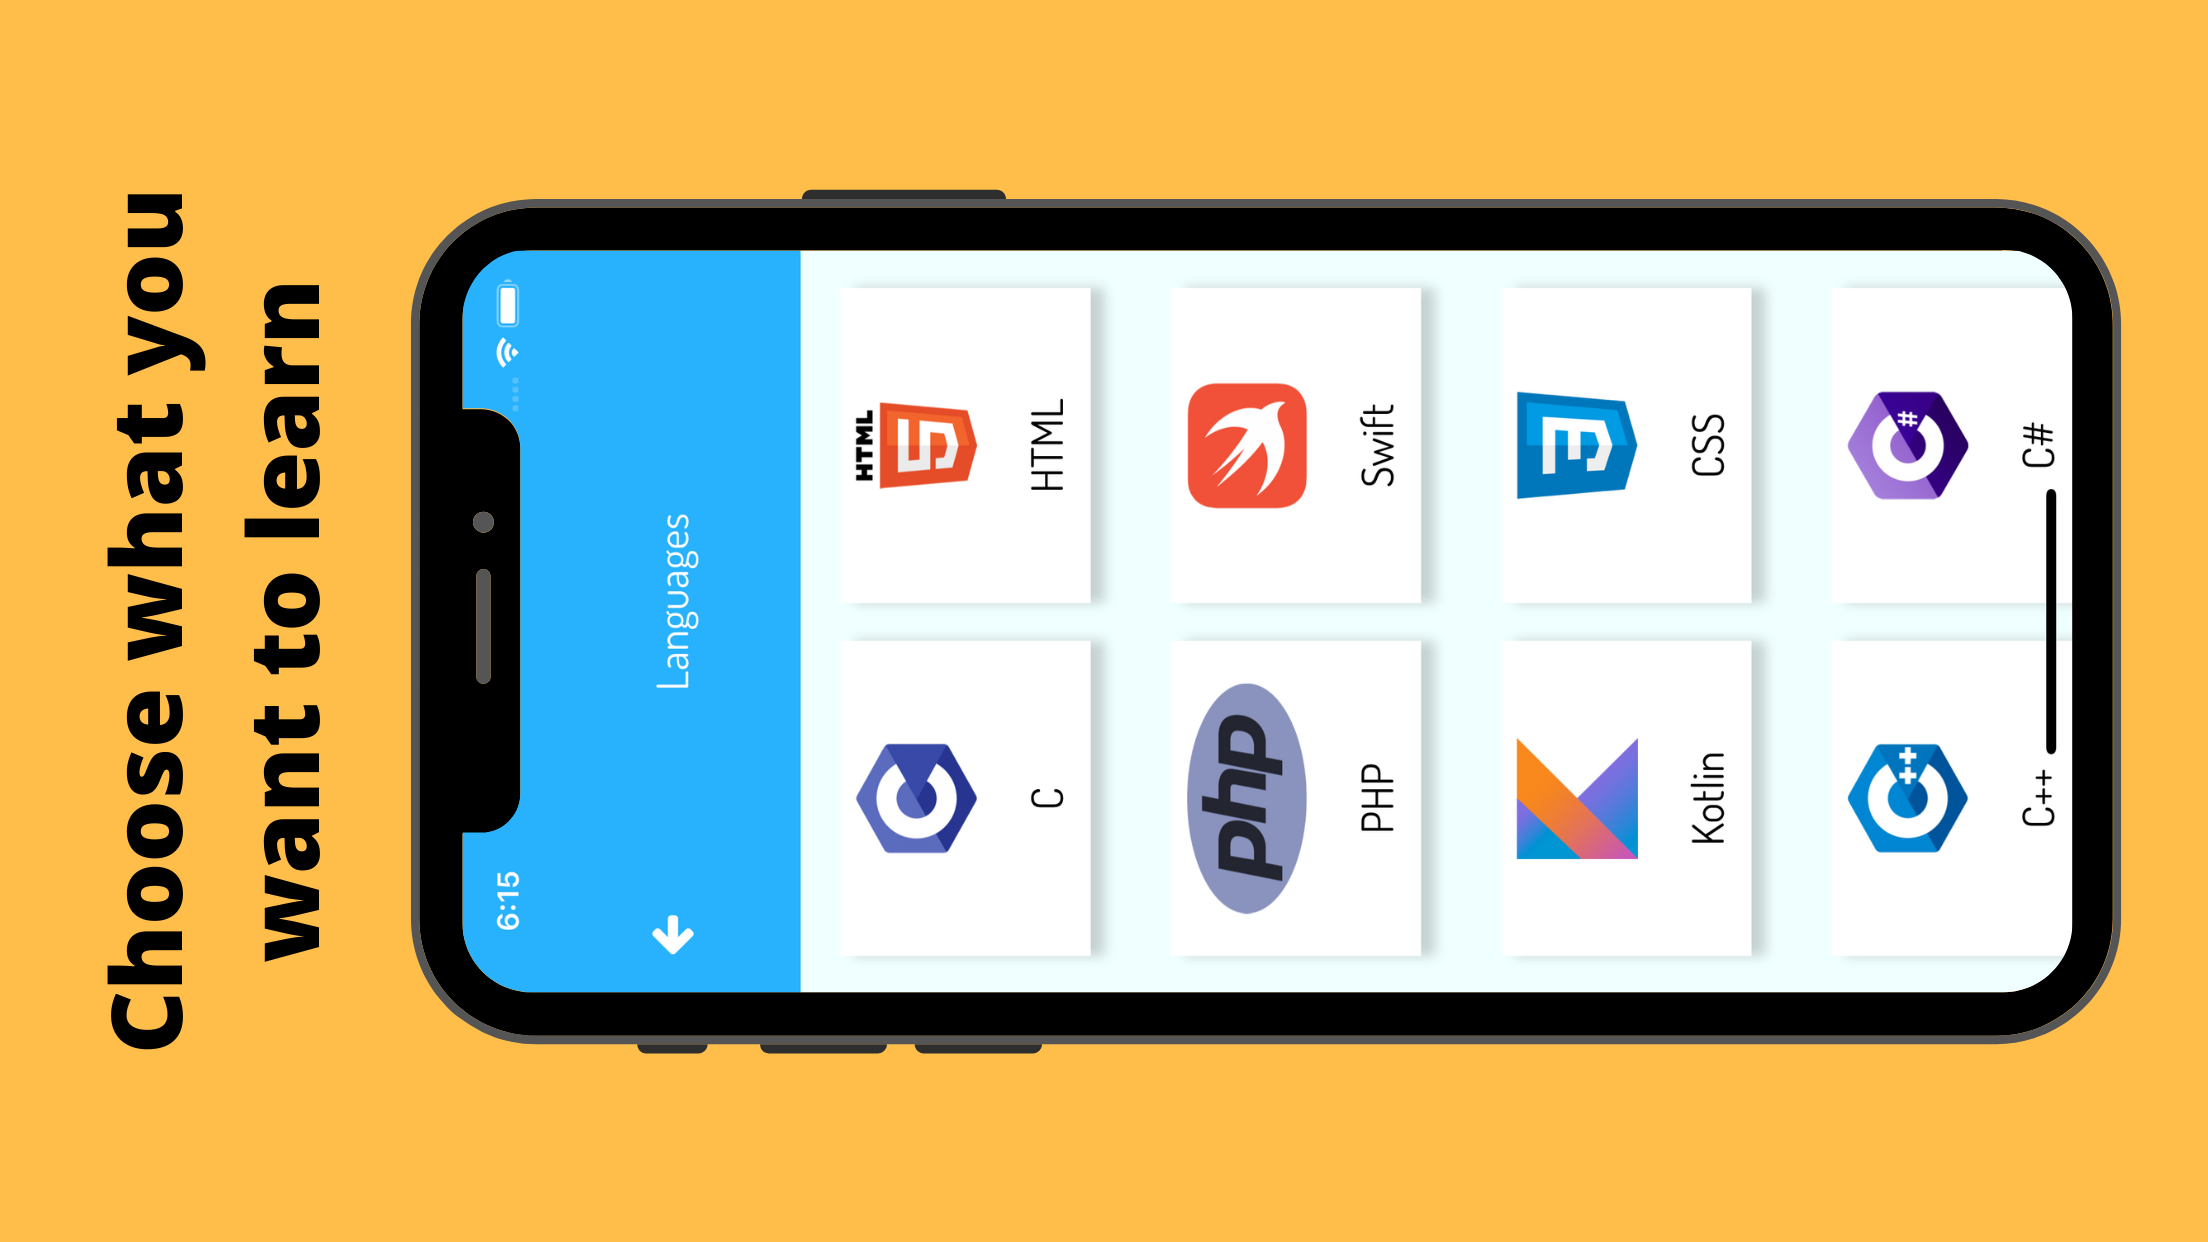 Choose what you
want to learn
6:15
Languages
C
HTML
HTML
php
PHP
Swift
Kotlin
CSS
C++
#
C#